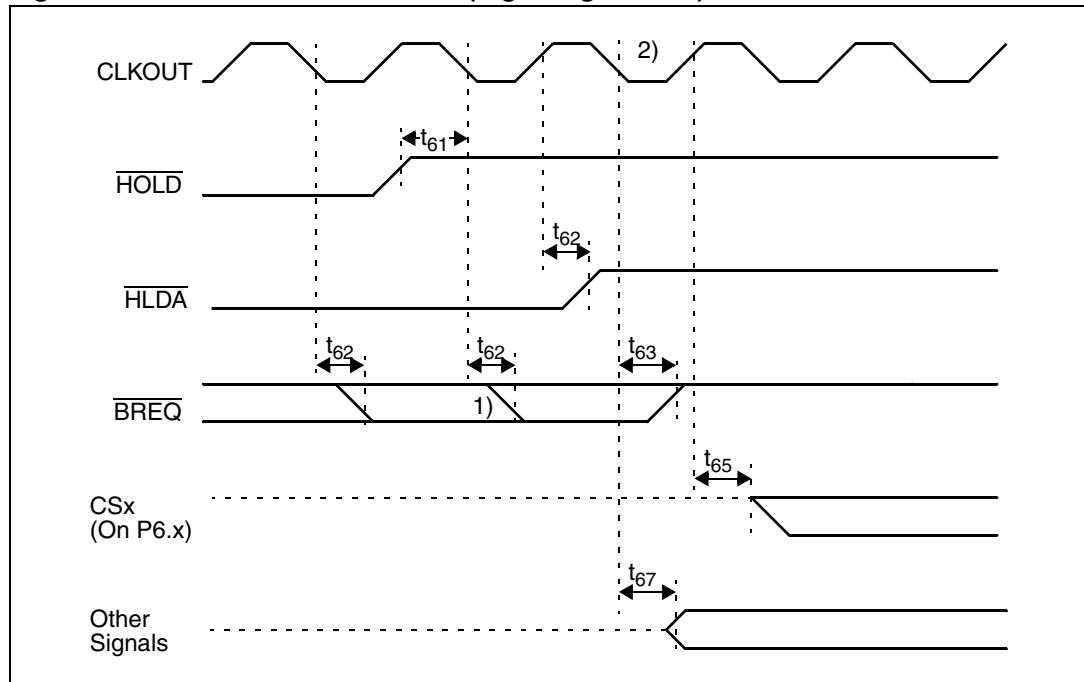 2)
CLKOUT
t61
HOLD
t62
HLDA
t62
t62
t63
BREQ
1)
t65
CSx
(On P6.x)
t67
Other
Signals